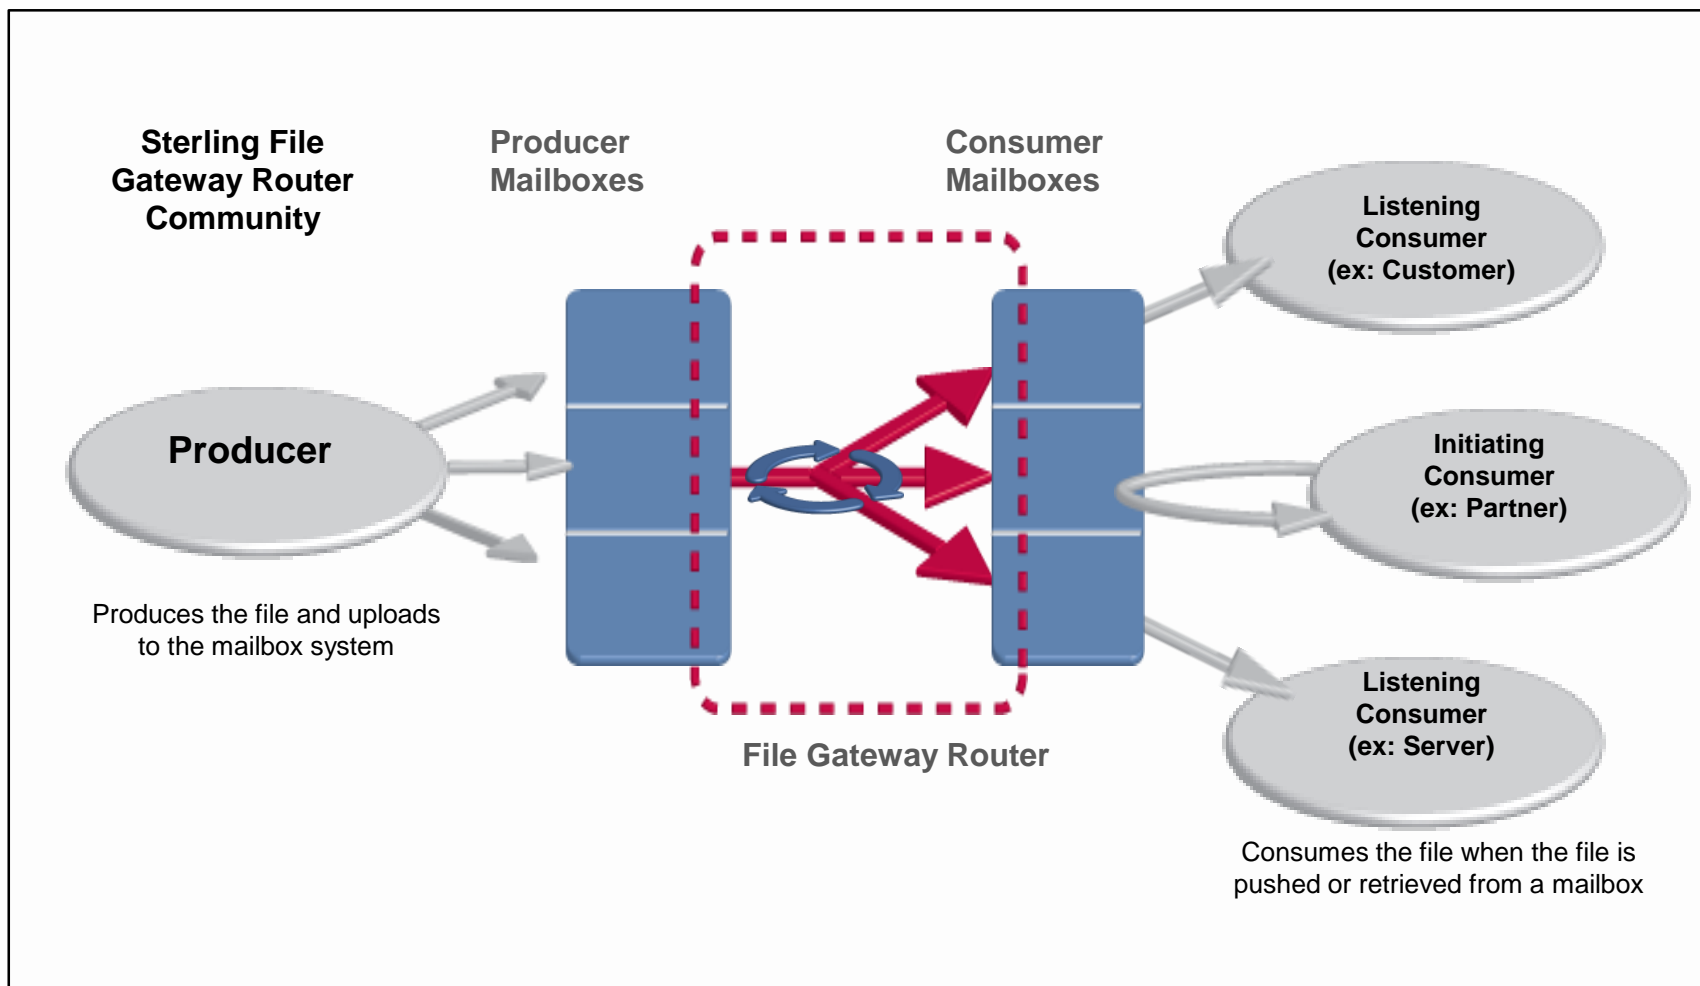 Sterling File
Gateway Router
Community
Producer
Mailboxes
Consumer
Mailboxes
Listening
Consumer
(ex: Customer)
Producer
Initiating
Consumer
(ex: Partner)
Produces the file and uploads
to the mailbox system
Listening
Consumer
(ex: Server)
File Gateway Router
Consumes the file when the file is
pushed or retrieved from a mailbox